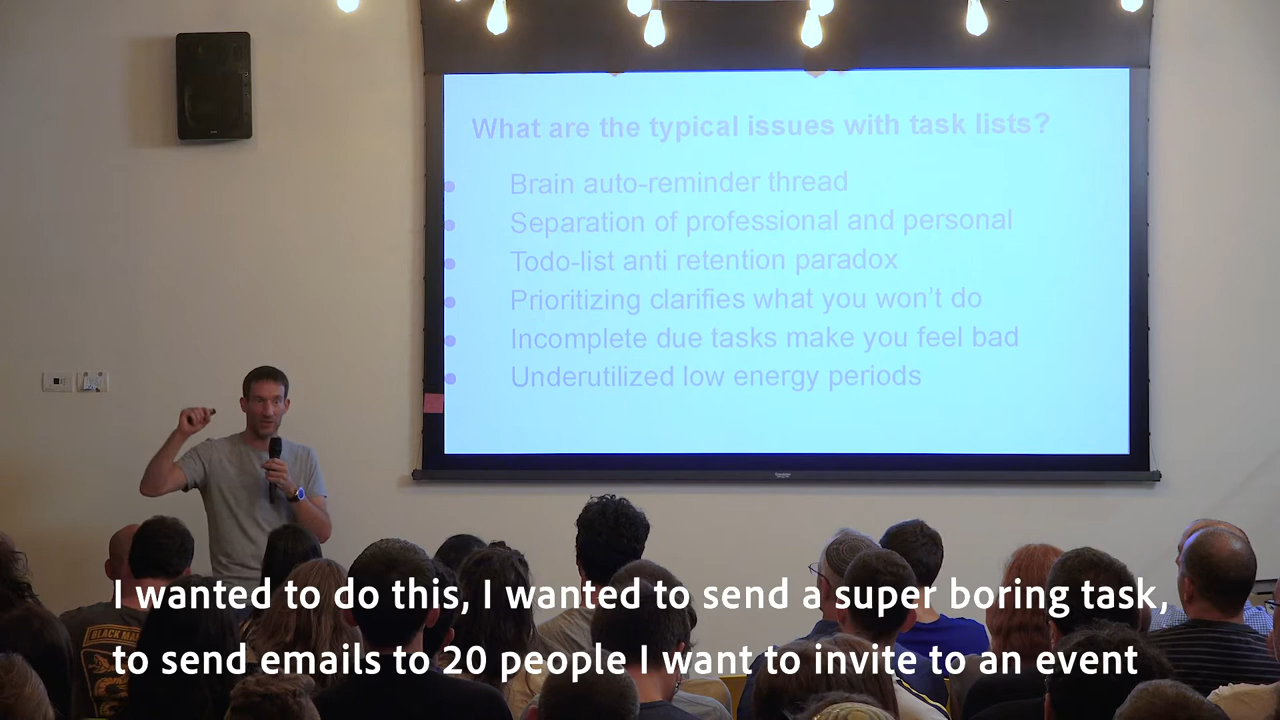 What are the typical issues with task lists?
Brain auto-reminder thread
Separation of professional and personal
Todo-list anti retention paradox
Prioritizing clarifies what you won't do
Incomplete due tasks make you feel bad
Underutilized low energy periods
BLACK
I wanted to do this, I wanted to send a super boring task,
to send emails to 20 people I want to invite to an event